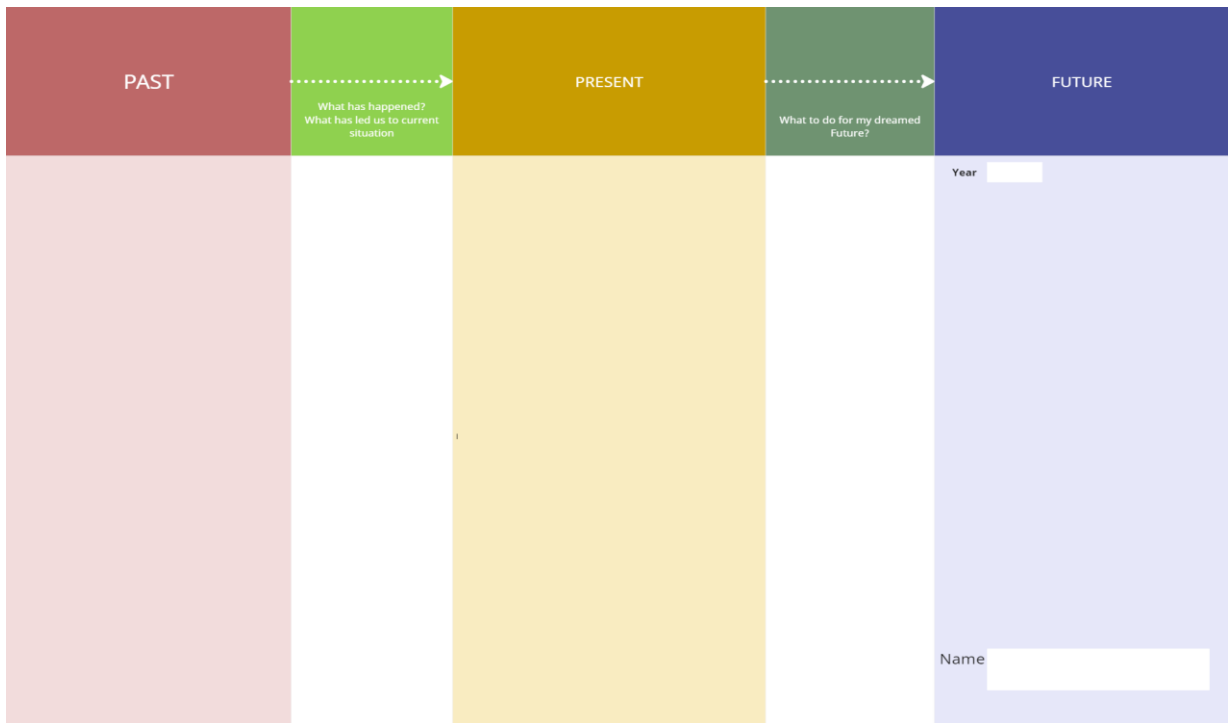 PAST
What has happened?
What has led us to current
situation
PRESENT
What to do for my dreamed
Future?
FUTURE
Year
Name